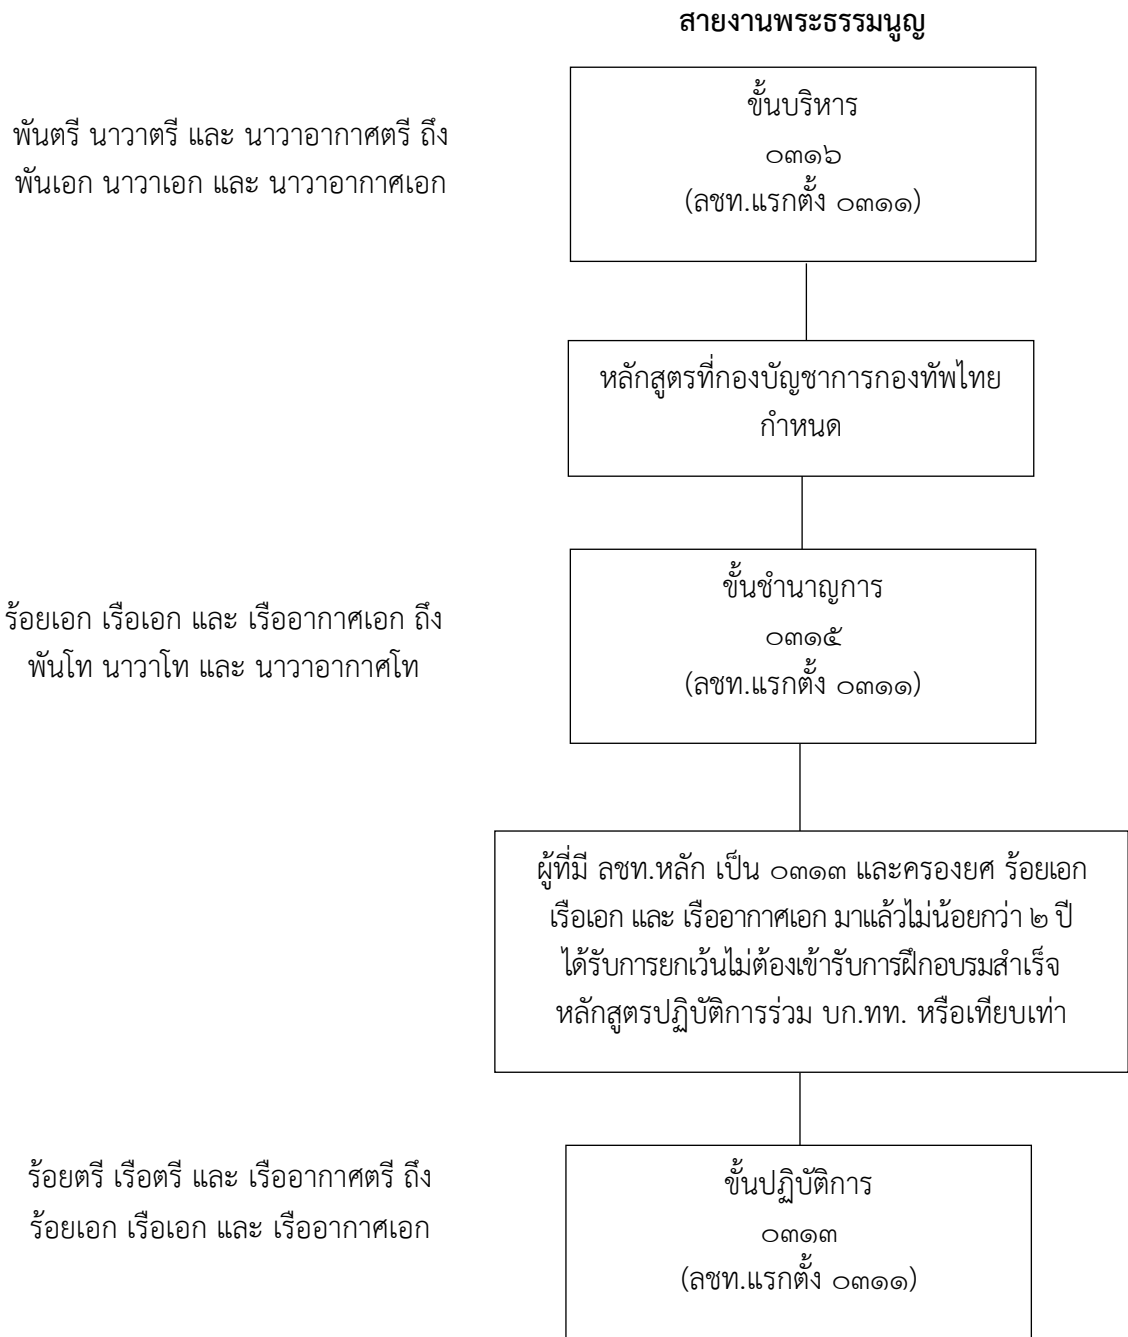 สายงานพระธรรมนูญ
พันตรี นาวาตรี และ นาวาอากาศตรี ถึง
พันเอก นาวาเอก และ นาวาอากาศเอก
ขั้นบริหาร
๐๓๑๖
(ลชท.แรกตั้ง ๐๓๑๑)
หลักสูตรที่กองบัญชาการกองทัพไทย
กำหนด
ร้อยเอก เรือเอก และ เรืออากาศเอก ถึง
พันโท นาวาโท และ นาวาอากาศโท
ขั้นชำนาญการ
๐๓๑๕
(ลชท.แรกตั้ง ๐๓๑๑)
ผู้ที่มี ลชท.หลัก เป็น ๐๓๑๓ และครองยศ ร้อยเอก
เรือเอก และ เรืออากาศเอก มาแล้วไม่น้อยกว่า ๒ ปี
ได้รับการยกเว้นไม่ต้องเข้ารับการฝึกอบรมสำเร็จ
หลักสูตรปฏิบัติการร่วม บก.ทท. หรือเทียบเท่า
ร้อยตรี เรือตรี และ เรืออากาศตรี ถึง
ร้อยเอก เรือเอก และ เรืออากาศเอก
ขั้นปฏิบัติการ
๐๓๑๓
(ลชท.แรกตั้ง ๐๓๑๑)